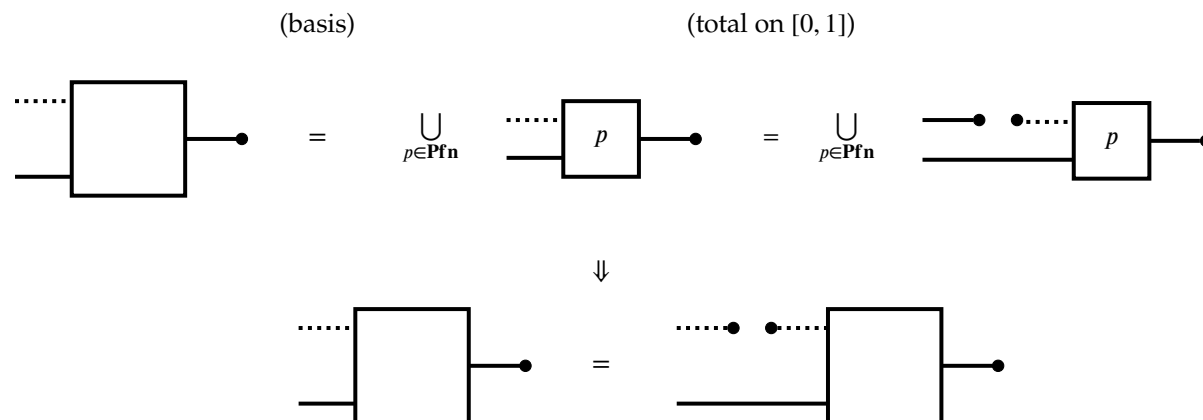 (basis) (total on [0, 1])
= ⋃ p = ⋃ p
p∈Pfn p∈Pfn
⇓
=